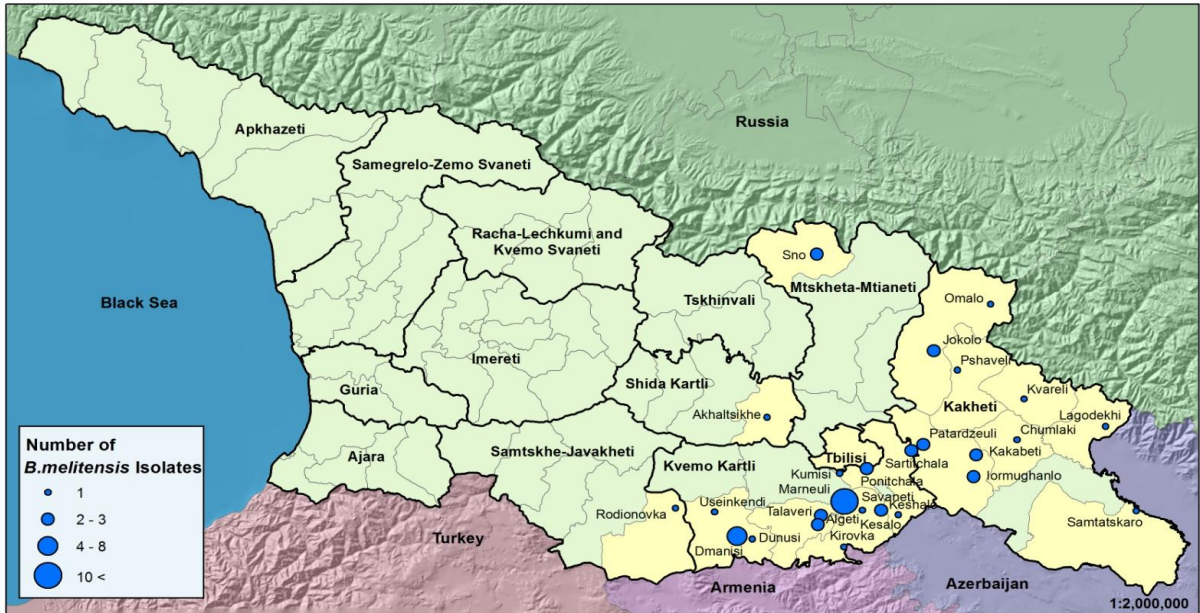 Russia
Apkhazeti
Samegrelo-Zemo Svaneti
Racha-Lechkumi and
Kvemo Svaneti
Sno
Mtskheta-Mtianeti
Tskhinvali
Black Sea
Omalo
Jokolo
Pshaveli
Imereti
Guria
Shida Kartli
Kvareli
Akhaltsikhe
Kakheti
Lagodekhi
Chumlaki
Patardzeuli
Kakabeti
Ajara
Samtskhe-Javakheti
Kvemo Kartli
Tbilisi
Sartichala
Kumisi
Ponitchala
Iormughanlo
Marneuli
Savapeti
Rodionovka
Useinkendi
Talaveri
Algeti
Keshalo
Kesalo
Samtatskaro
Dmanisi
Dunusi
Kirovka
Turkey
Armenia
Azerbaijan
1:2,000,000
Number of
B.melitensis Isolates
1
2 - 3
4 - 8
10 <